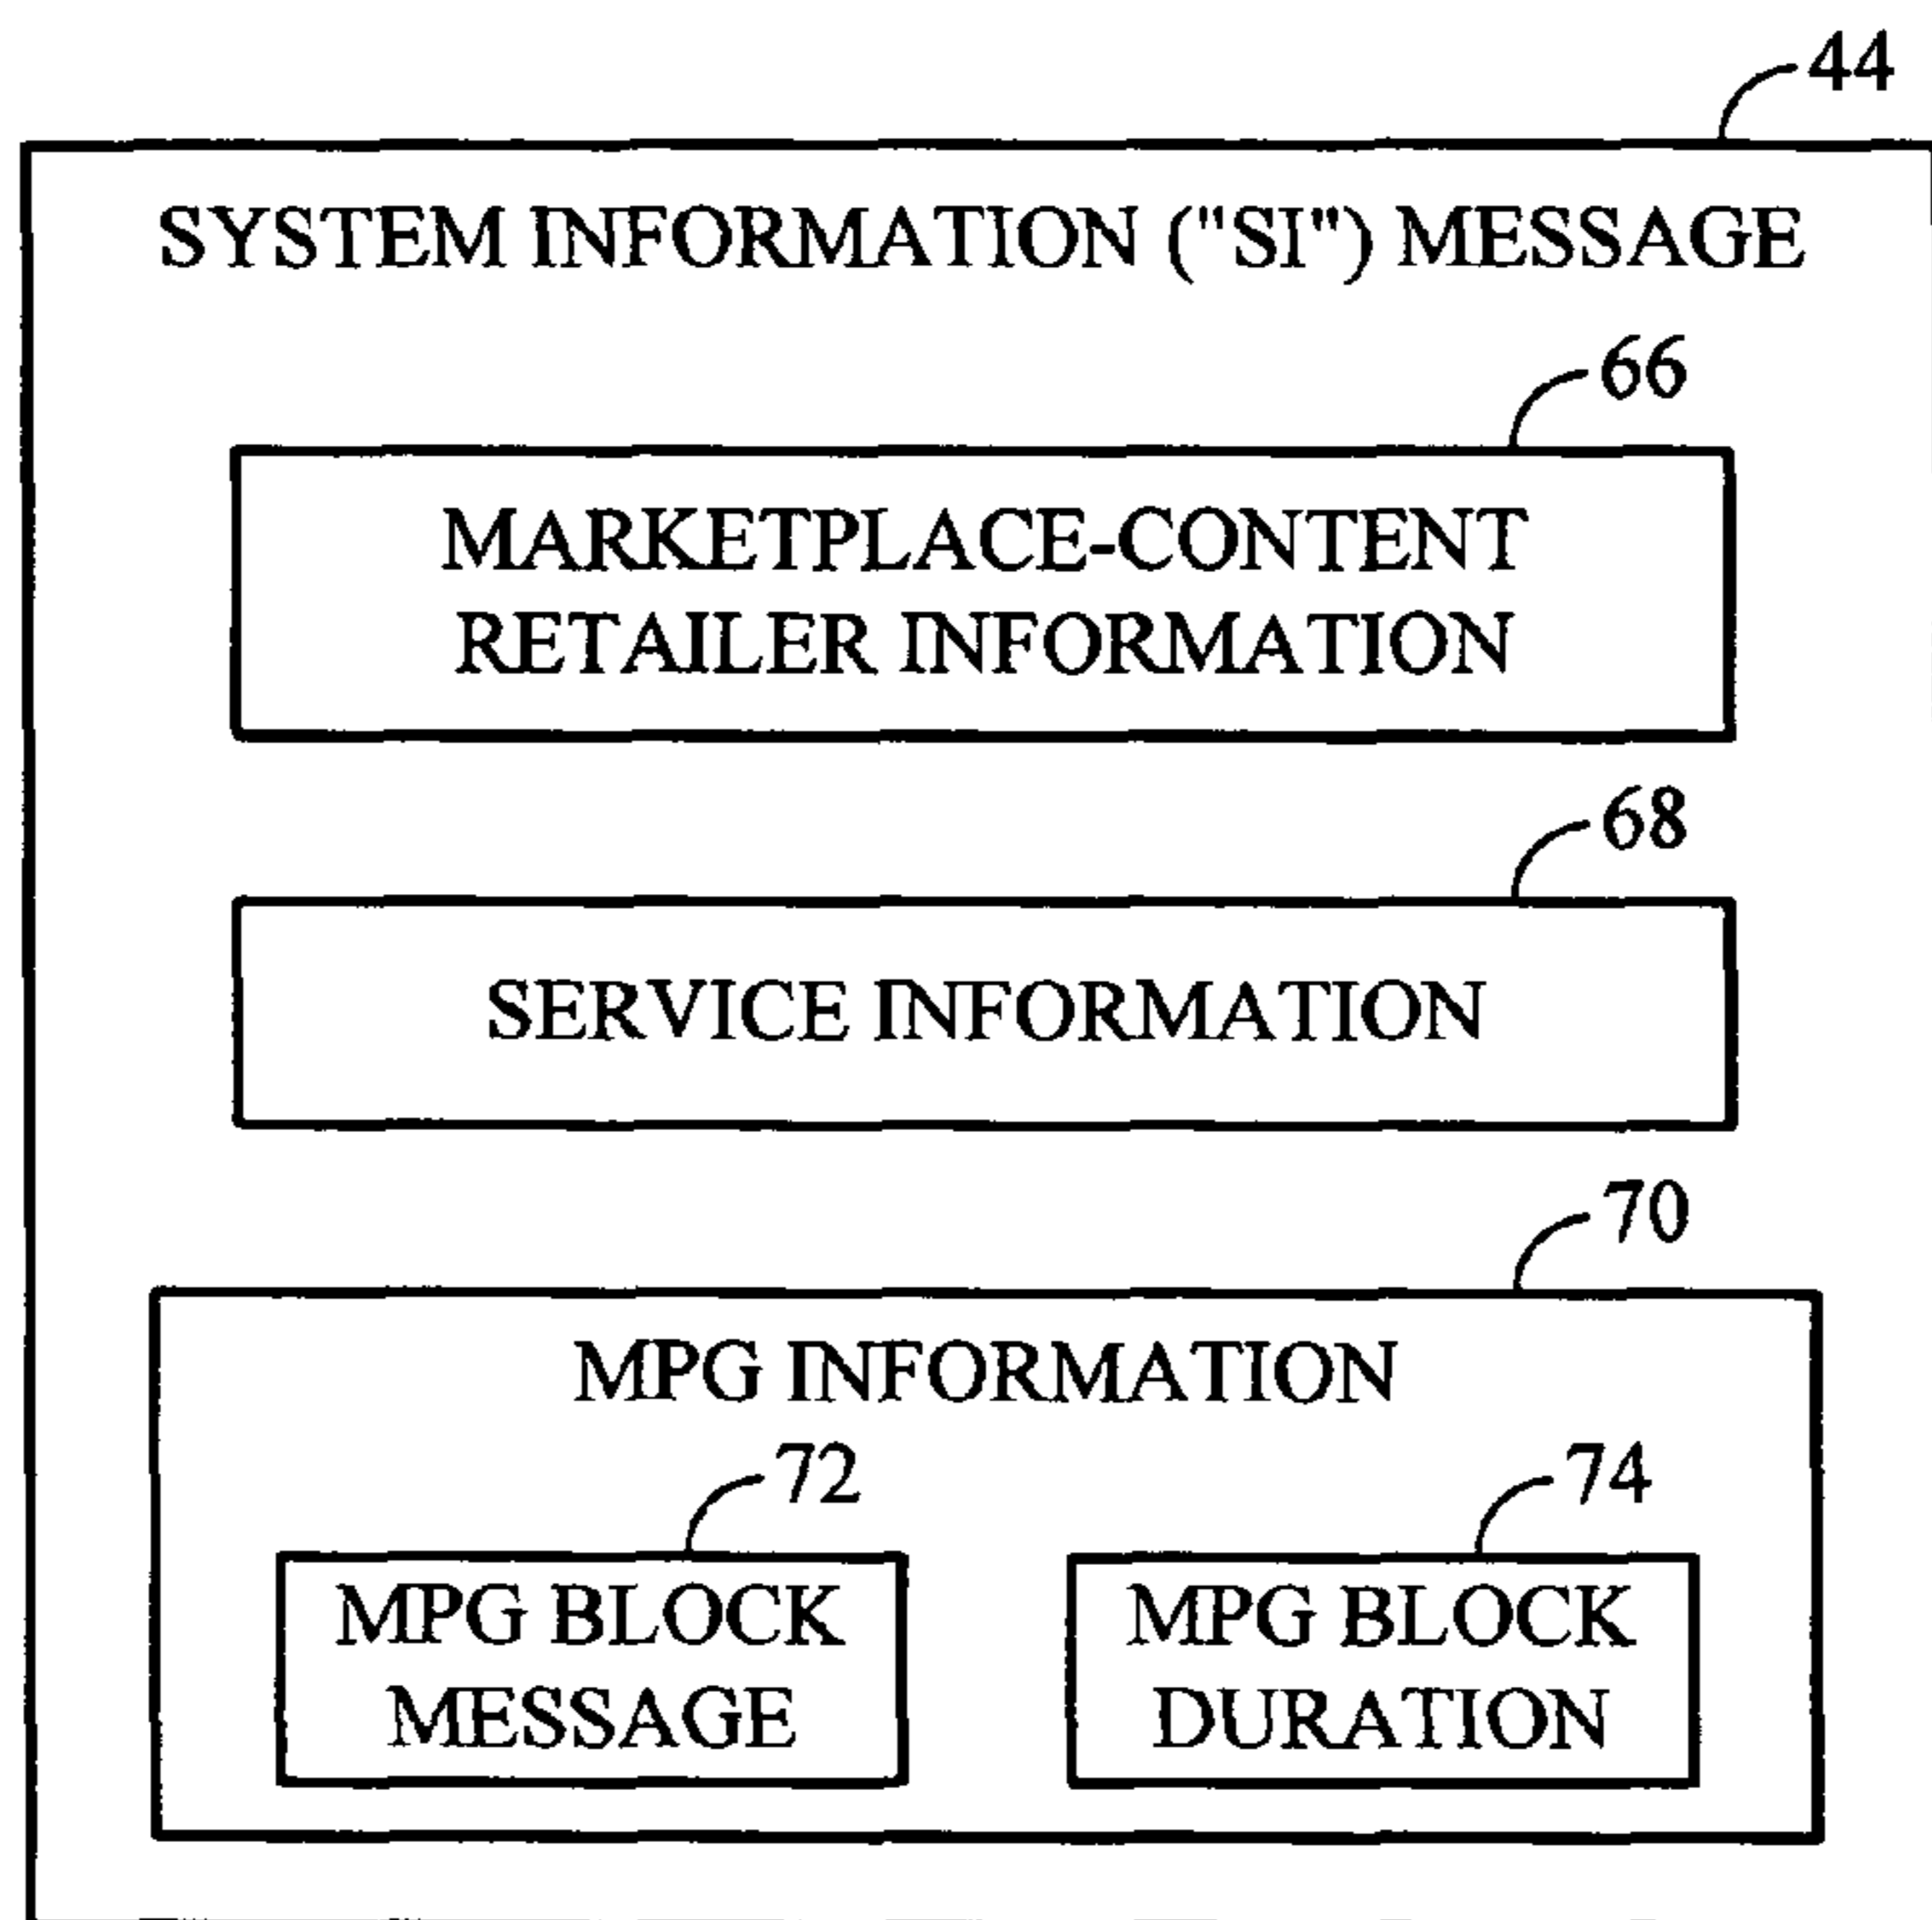 44
SYSTEM INFORMATION ("SI") MESSAGE
66
MARKETPLACE-CONTENT
RETAILER INFORMATION
68
SERVICE INFORMATION
70
MPG INFORMATION
72
74
MPG BLOCK
MESSAGE
MPG BLOCK
DURATION